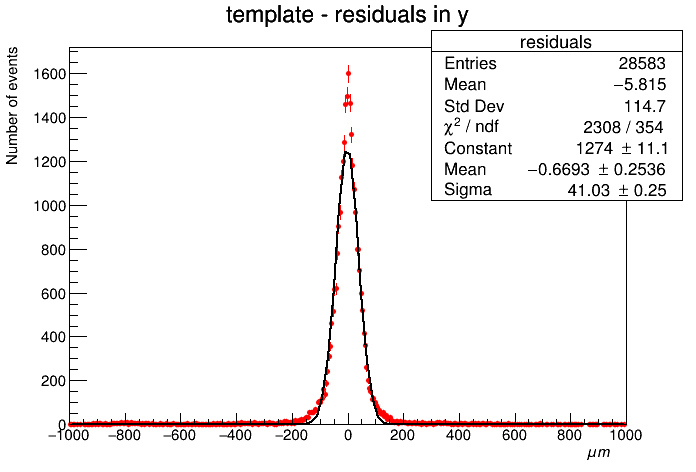 template - residuals in y
residuals
Entries 28583
Mean −5.815
Std Dev 114.7
χ² / ndf 2308 / 354
Constant 1274 ± 11.1
Mean −0.6693 ± 0.2536
Sigma 41.03 ± 0.25
Number of events
1600
1400
1200
1000
800
600
400
200
0
−1000 −800 −600 −400 −200 0 200 400 600 800 1000
μm